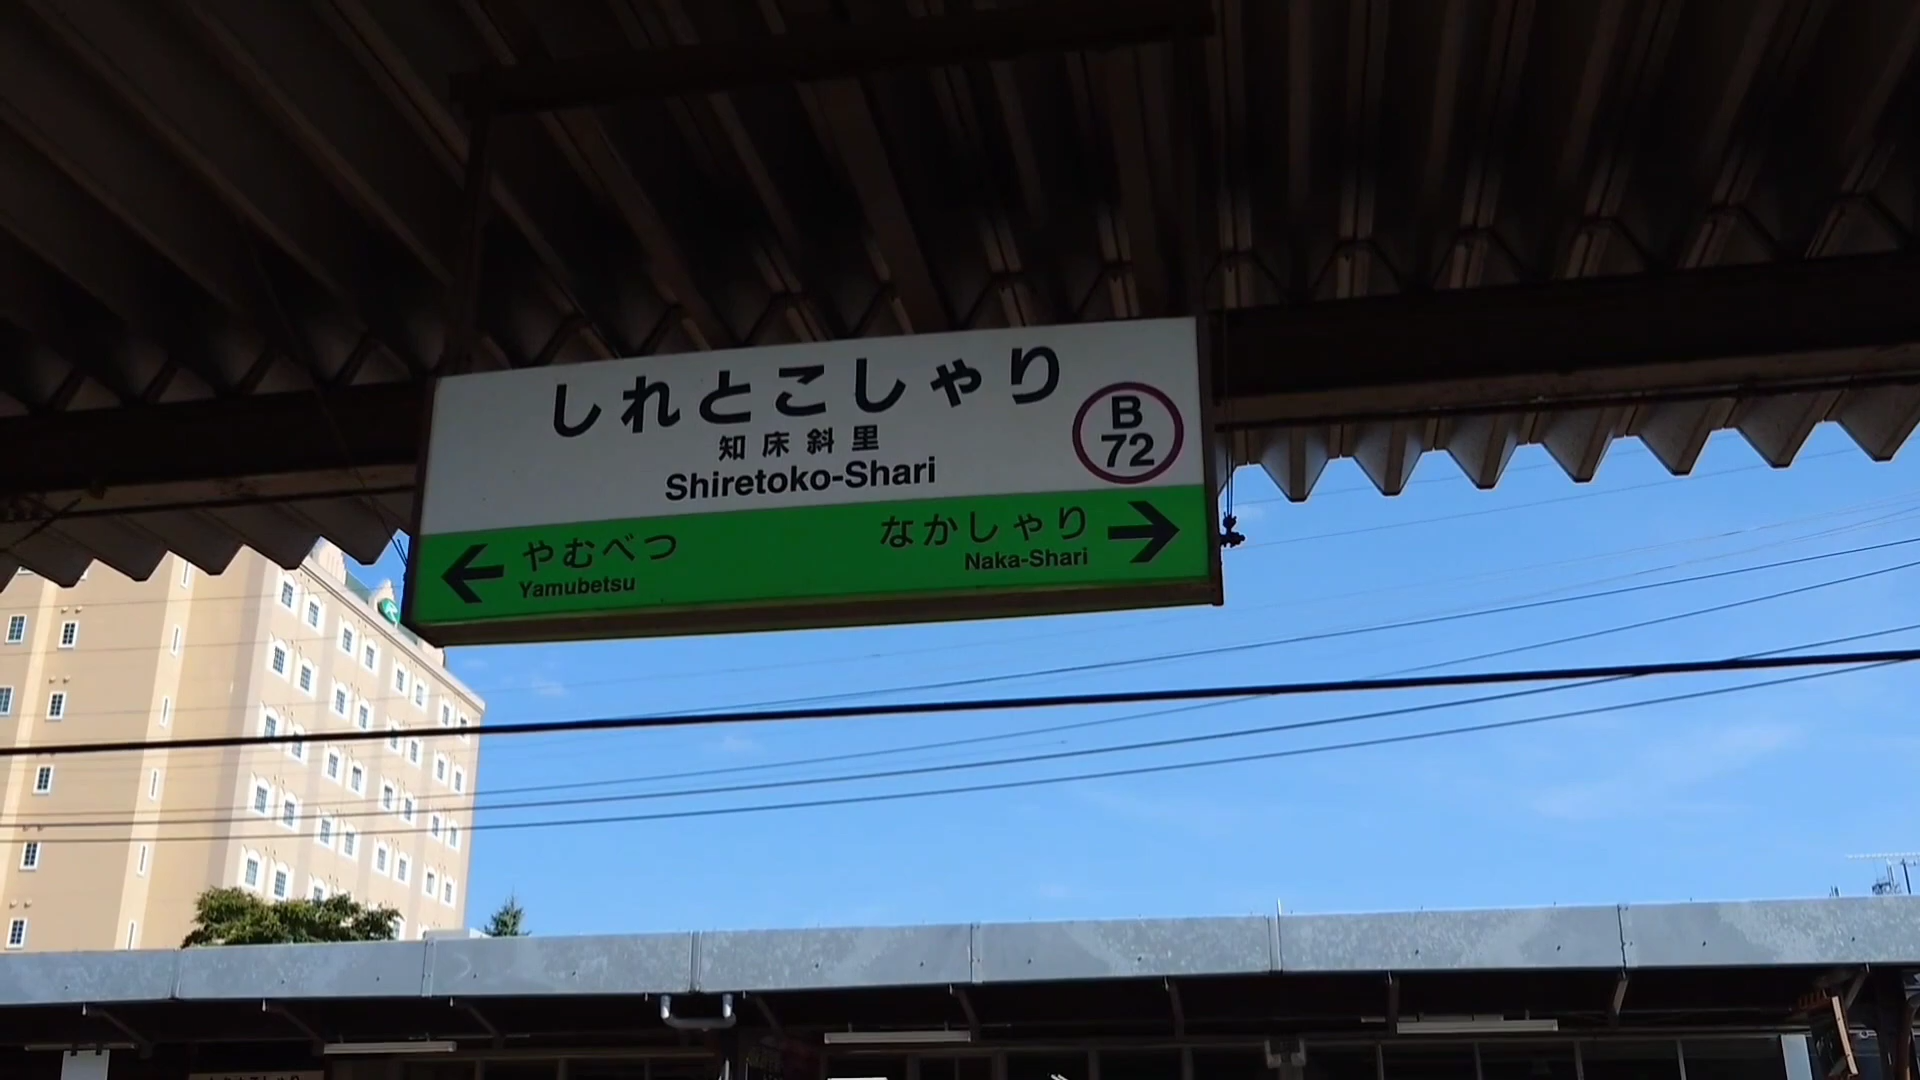 しれとこしゃり
知床斜里
Shiretoko-Shari
B
72
やむべつ
Yamubetsu
なかしゃり
Naka-Shari